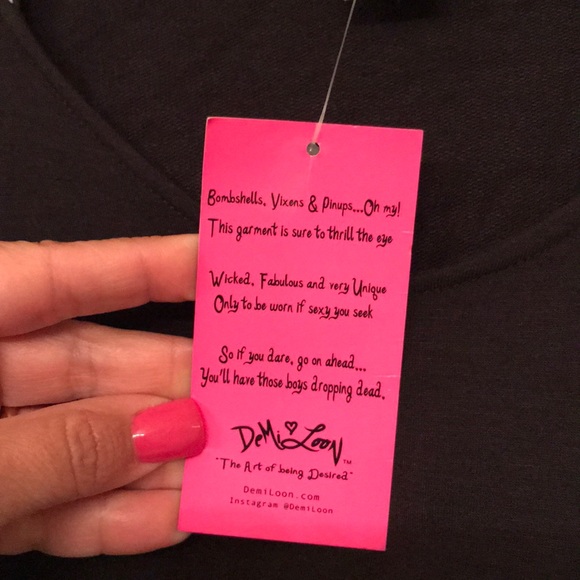 Bombshells, Vixens & Pinups...Oh my!
This garment is sure to thrill the eye
Wicked, Fabulous and very Unique
Only to be worn if sexy you seek
So if you dare, go on ahead...
You'll have those boys dropping dead.
DeMi Loon™
"The Art of being Desired"
DemiLoon.com
Instagram @DemiLoon